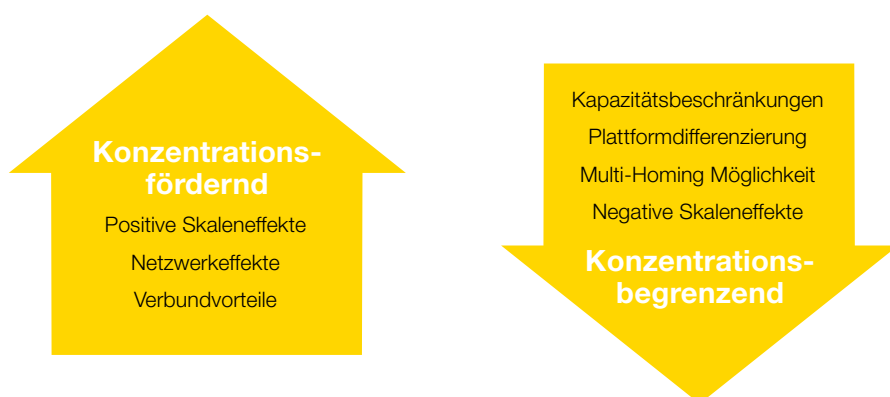 Konzentrations-
fördernd
Positive Skaleneffekte
Netzwerkeffekte
Verbundvorteile
Kapazitätsbeschränkungen
Plattformdifferenzierung
Multi-Homing Möglichkeit
Negative Skaleneffekte
Konzentrations-
begrenzend